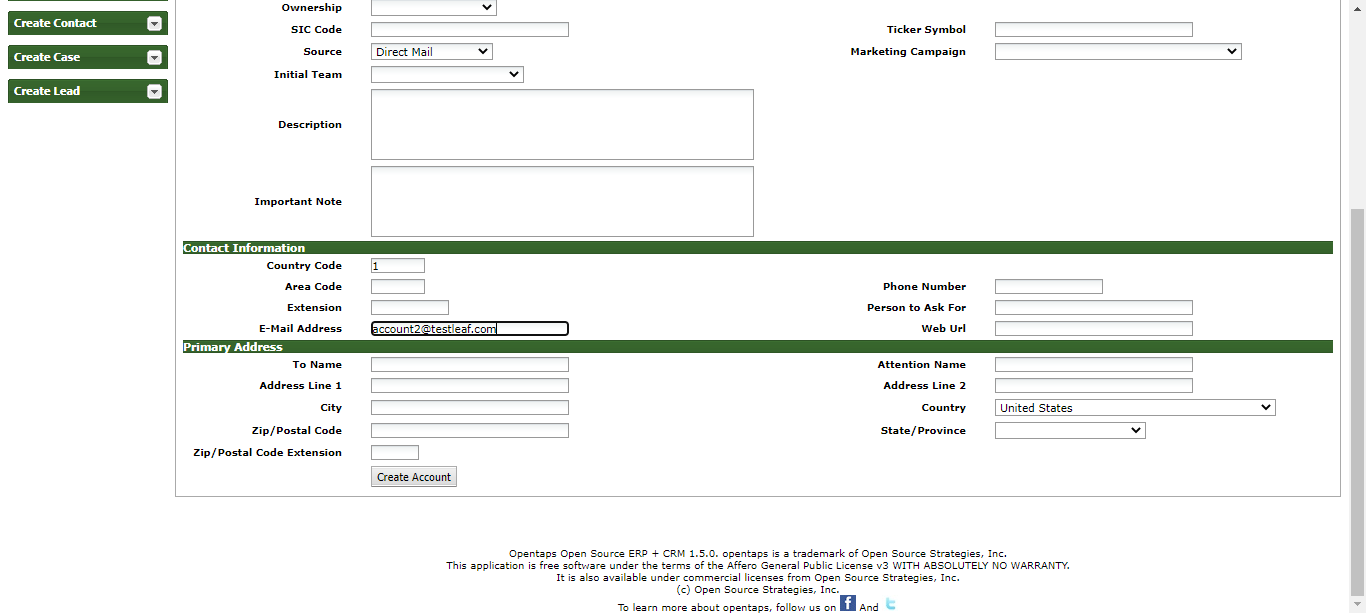 Create Contact
Create Case
Create Lead
Ownership
SIC Code
Ticker Symbol
Source Direct Mail
Marketing Campaign
Initial Team
Description
Important Note
Contact Information
Country Code 1
Area Code
Phone Number
Extension
Person to Ask For
E-Mail Address account2@testleaf.com
Web Url
Primary Address
To Name
Attention Name
Address Line 1
Address Line 2
City
Country United States
Zip/Postal Code
State/Province
Zip/Postal Code Extension
Create Account
Opentaps Open Source ERP + CRM 1.5.0. opentaps is a trademark of Open Source Strategies, Inc.
This application is free software under the terms of the Affero General Public License v3 WITH ABSOLUTELY NO WARRANTY.
It is also available under commercial licenses from Open Source Strategies, Inc.
(c) Open Source Strategies, Inc.
To learn more about opentaps, follow us on f And t